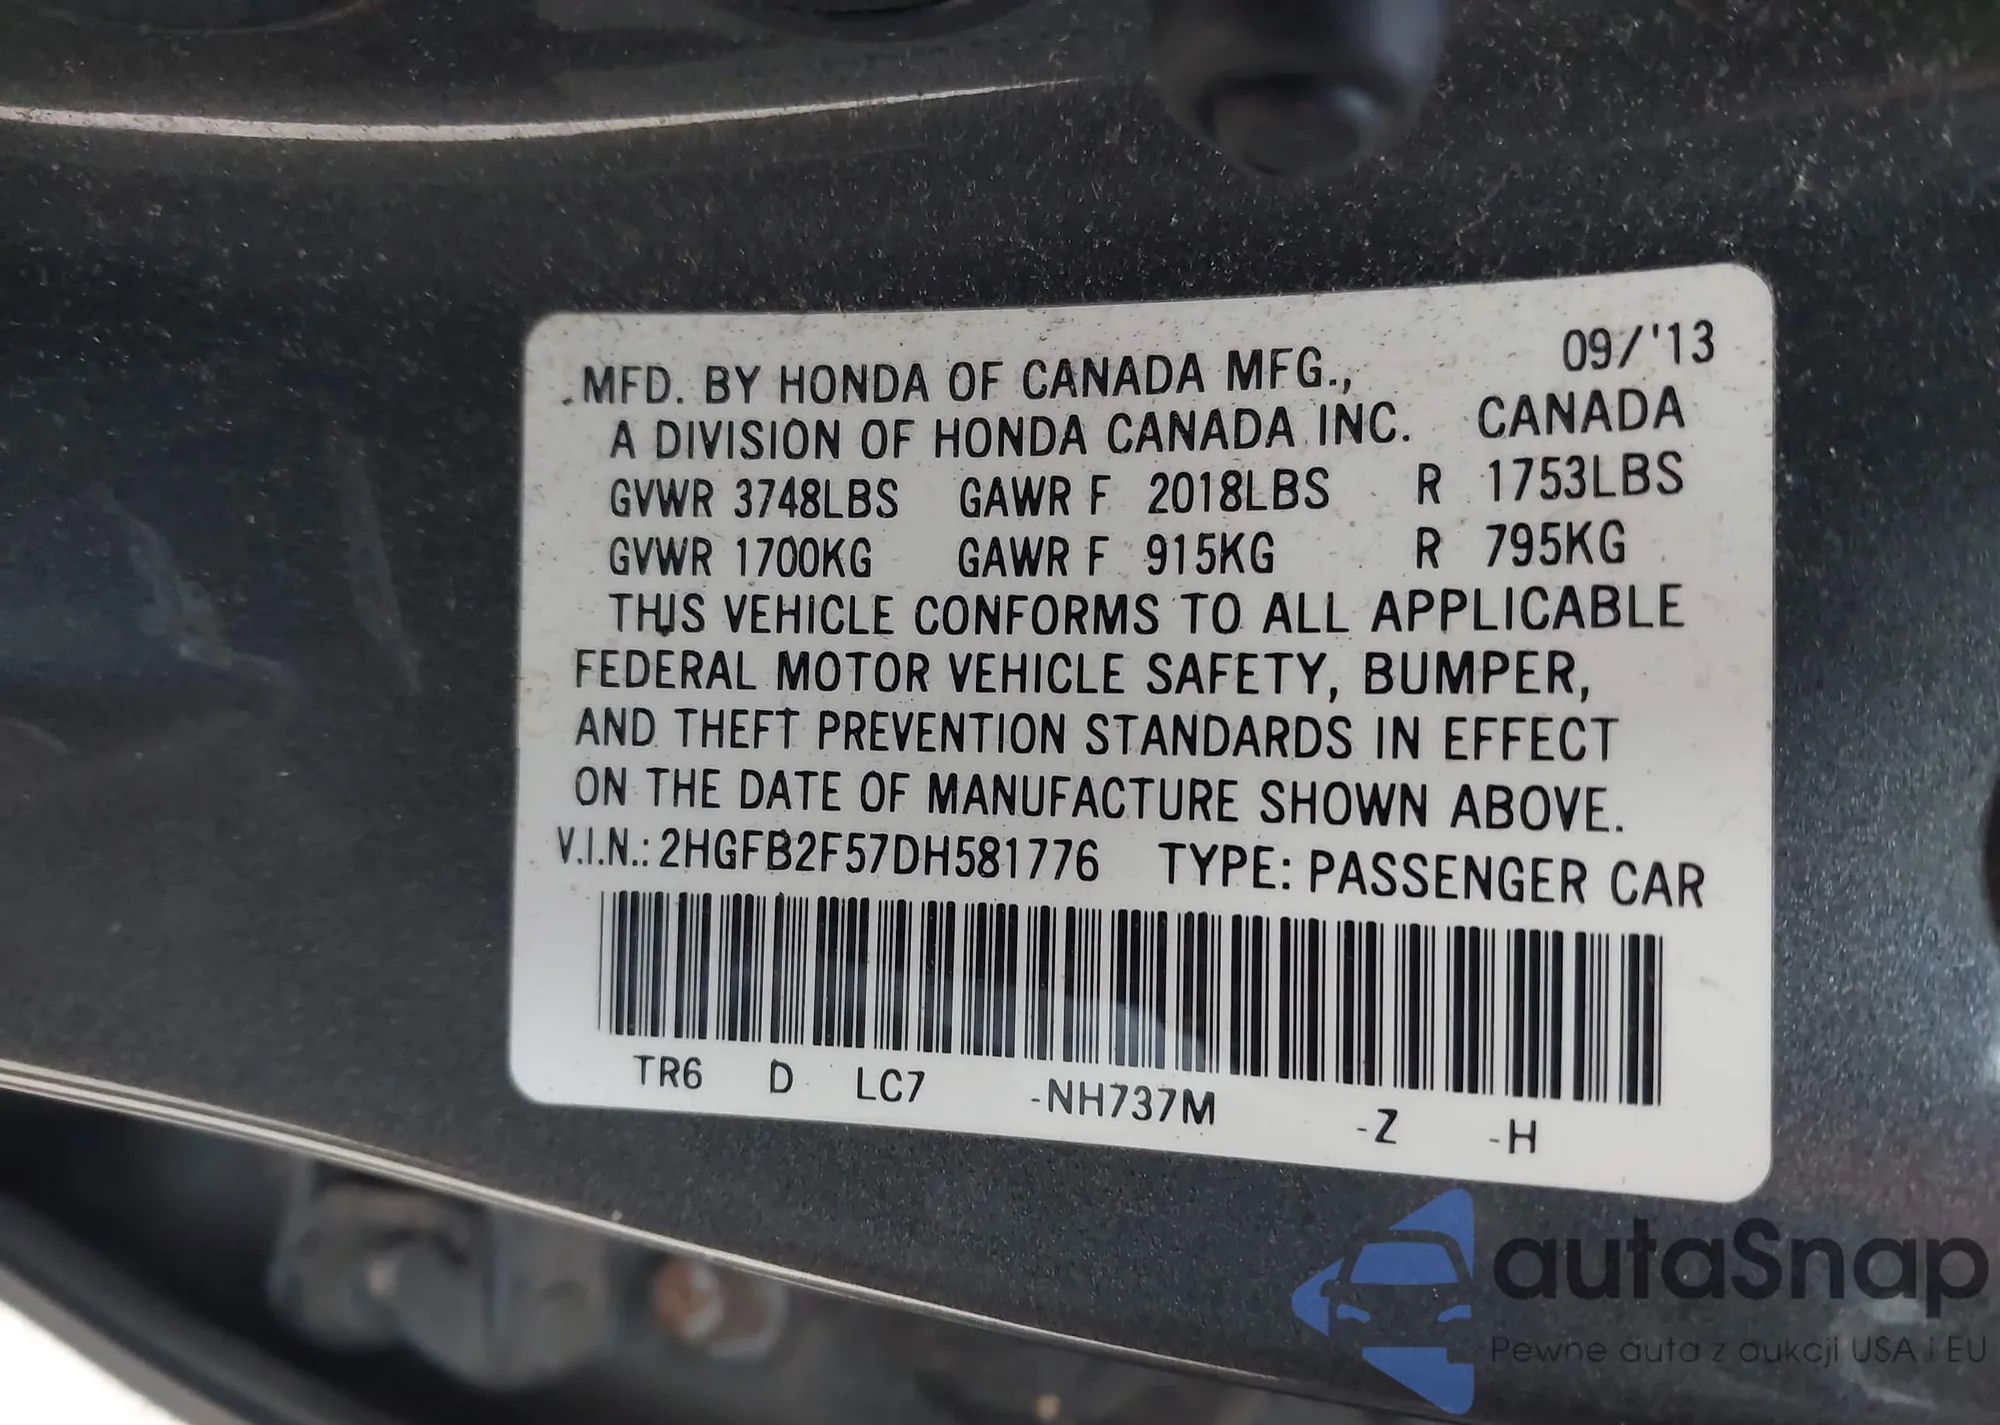 09/'13
MFD. BY HONDA OF CANADA MFG.,
A DIVISION OF HONDA CANADA INC. CANADA
GVWR 3748LBS GAWR F 2018LBS R 1753LBS
GVWR 1700KG GAWR F 915KG R 795KG
THIS VEHICLE CONFORMS TO ALL APPLICABLE
FEDERAL MOTOR VEHICLE SAFETY, BUMPER,
AND THEFT PREVENTION STANDARDS IN EFFECT
ON THE DATE OF MANUFACTURE SHOWN ABOVE.
V.I.N.: 2HGFB2F57DH581776 TYPE: PASSENGER CAR
TR6 D LC7 -NH737M -Z -H
autaSnap
Pewne auta z aukcji USA i EU